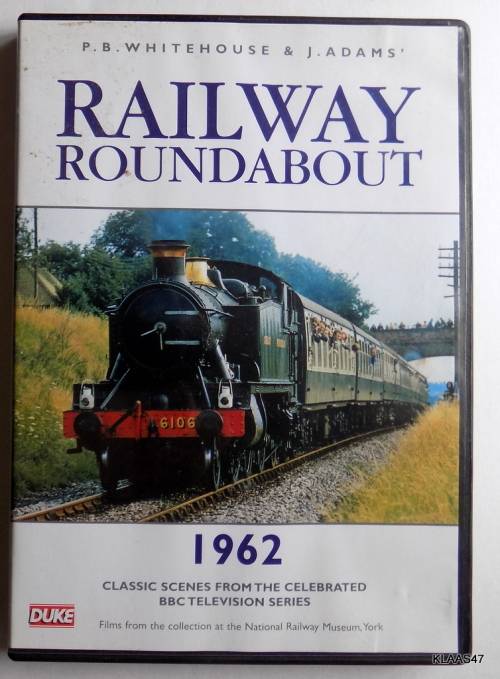 P.B. WHITEHOUSE & J. ADAMS'
RAILWAY
ROUNDABOUT
6106
1962
CLASSIC SCENES FROM THE CELEBRATED
BBC TELEVISION SERIES
DUKE
Films from the collection at the National Railway Museum, York
KLAAS47